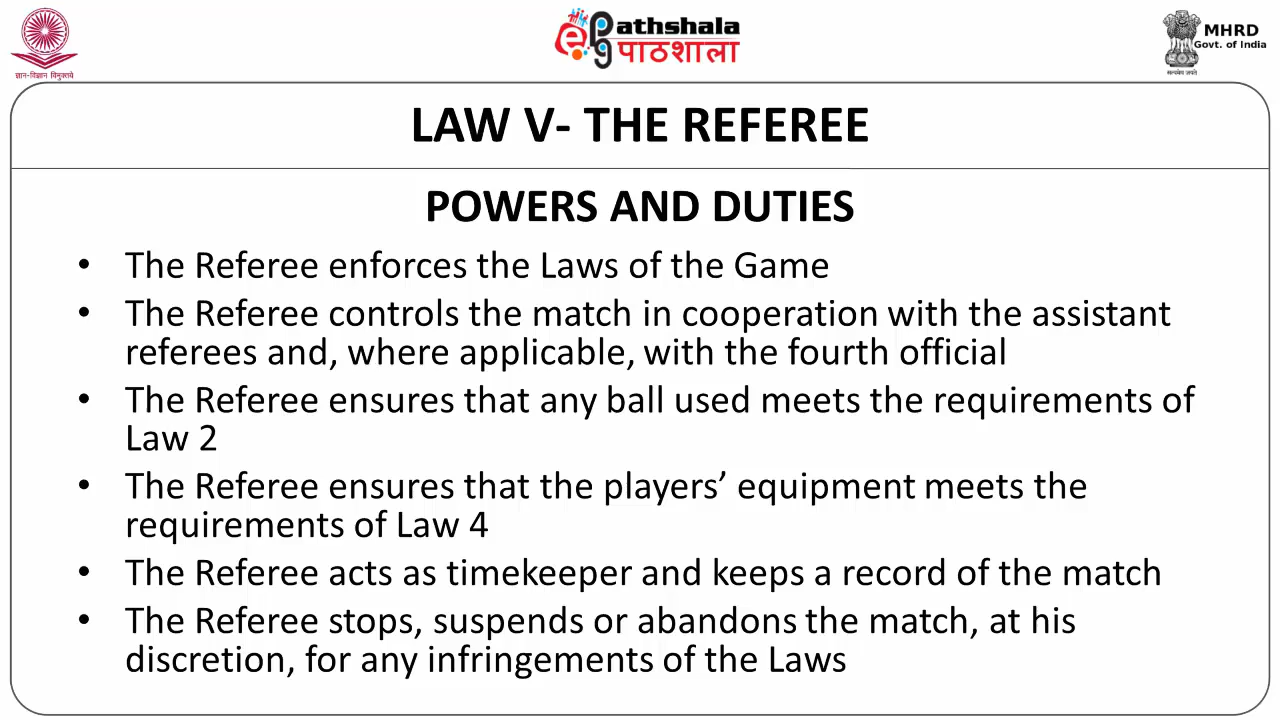 ज्ञान-विज्ञान विमुक्तये
ePathshala
पाठशाला
MHRD
Govt. of India
सत्यमेव जयते
LAW V- THE REFEREE
POWERS AND DUTIES
• The Referee enforces the Laws of the Game
• The Referee controls the match in cooperation with the assistant
referees and, where applicable, with the fourth official
• The Referee ensures that any ball used meets the requirements of
Law 2
• The Referee ensures that the players’ equipment meets the
requirements of Law 4
• The Referee acts as timekeeper and keeps a record of the match
• The Referee stops, suspends or abandons the match, at his
discretion, for any infringements of the Laws